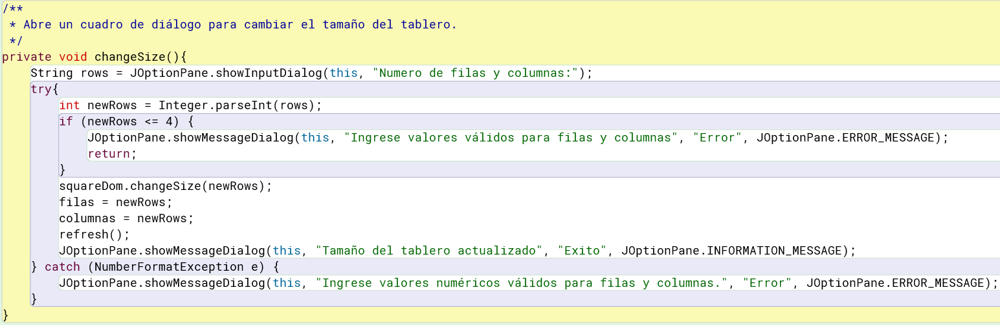 /**
 * Abre un cuadro de diálogo para cambiar el tamaño del tablero.
 */
private void changeSize(){
    String rows = JOptionPane.showInputDialog(this, "Numero de filas y columnas:");
    try{
        int newRows = Integer.parseInt(rows);
        if (newRows <= 4) {
            JOptionPane.showMessageDialog(this, "Ingrese valores válidos para filas y columnas", "Error", JOptionPane.ERROR_MESSAGE);
            return;
        }
        squareDom.changeSize(newRows);
        filas = newRows;
        columnas = newRows;
        refresh();
        JOptionPane.showMessageDialog(this, "Tamaño del tablero actualizado", "Exito", JOptionPane.INFORMATION_MESSAGE);
    } catch (NumberFormatException e) {
        JOptionPane.showMessageDialog(this, "Ingrese valores numéricos válidos para filas y columnas.", "Error", JOptionPane.ERROR_MESSAGE);
    }
}